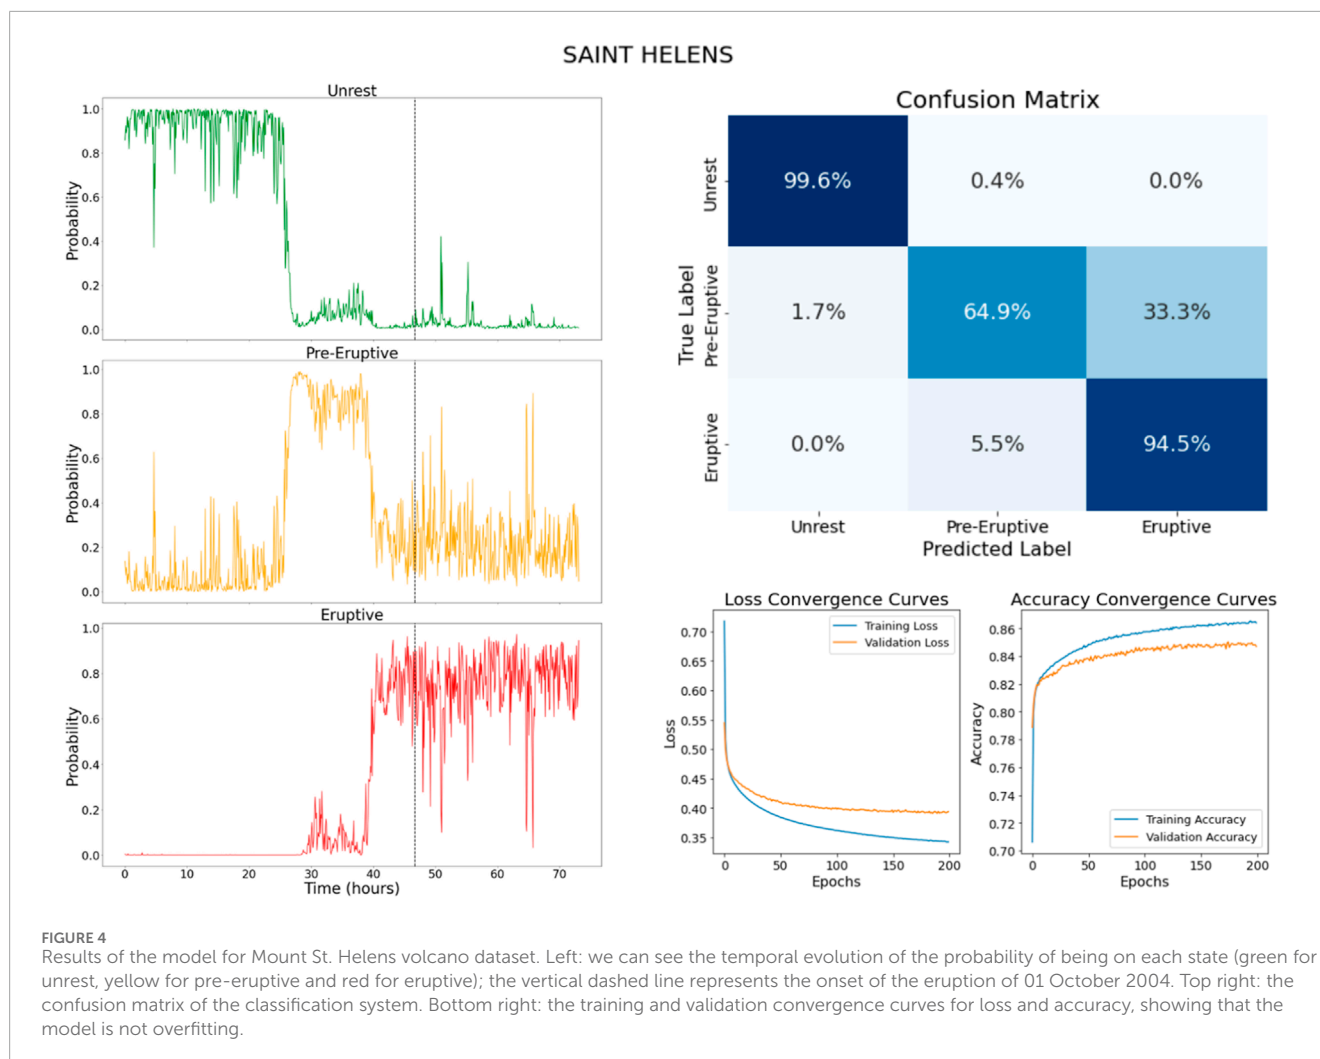 SAINT HELENS
Unrest
1.0
0.8
0.6
0.4
0.2
0.0
Probability
Pre-Eruptive
1.0
0.8
0.6
0.4
0.2
0.0
Probability
Eruptive
1.0
0.8
0.6
0.4
0.2
0.0
Probability
0 10 20 30 40 50 60 70
Time (hours)
Confusion Matrix
Unrest 99.6% 0.4% 0.0%
Pre-Eruptive 1.7% 64.9% 33.3%
Eruptive 0.0% 5.5% 94.5%
True Label
Unrest Pre-Eruptive Eruptive
Predicted Label
Loss Convergence Curves
Training Loss
Validation Loss
0.70
0.65
0.60
0.55
0.50
0.45
0.40
0.35
Loss
0 50 100 150 200
Epochs
Accuracy Convergence Curves
0.86
0.84
0.82
0.80
0.78
0.76
0.74
0.72
0.70
Accuracy
Training Accuracy
Validation Accuracy
0 50 100 150 200
Epochs
FIGURE 4
Results of the model for Mount St. Helens volcano dataset. Left: we can see the temporal evolution of the probability of being on each state (green for
unrest, yellow for pre-eruptive and red for eruptive); the vertical dashed line represents the onset of the eruption of 01 October 2004. Top right: the
confusion matrix of the classification system. Bottom right: the training and validation convergence curves for loss and accuracy, showing that the
model is not overfitting.